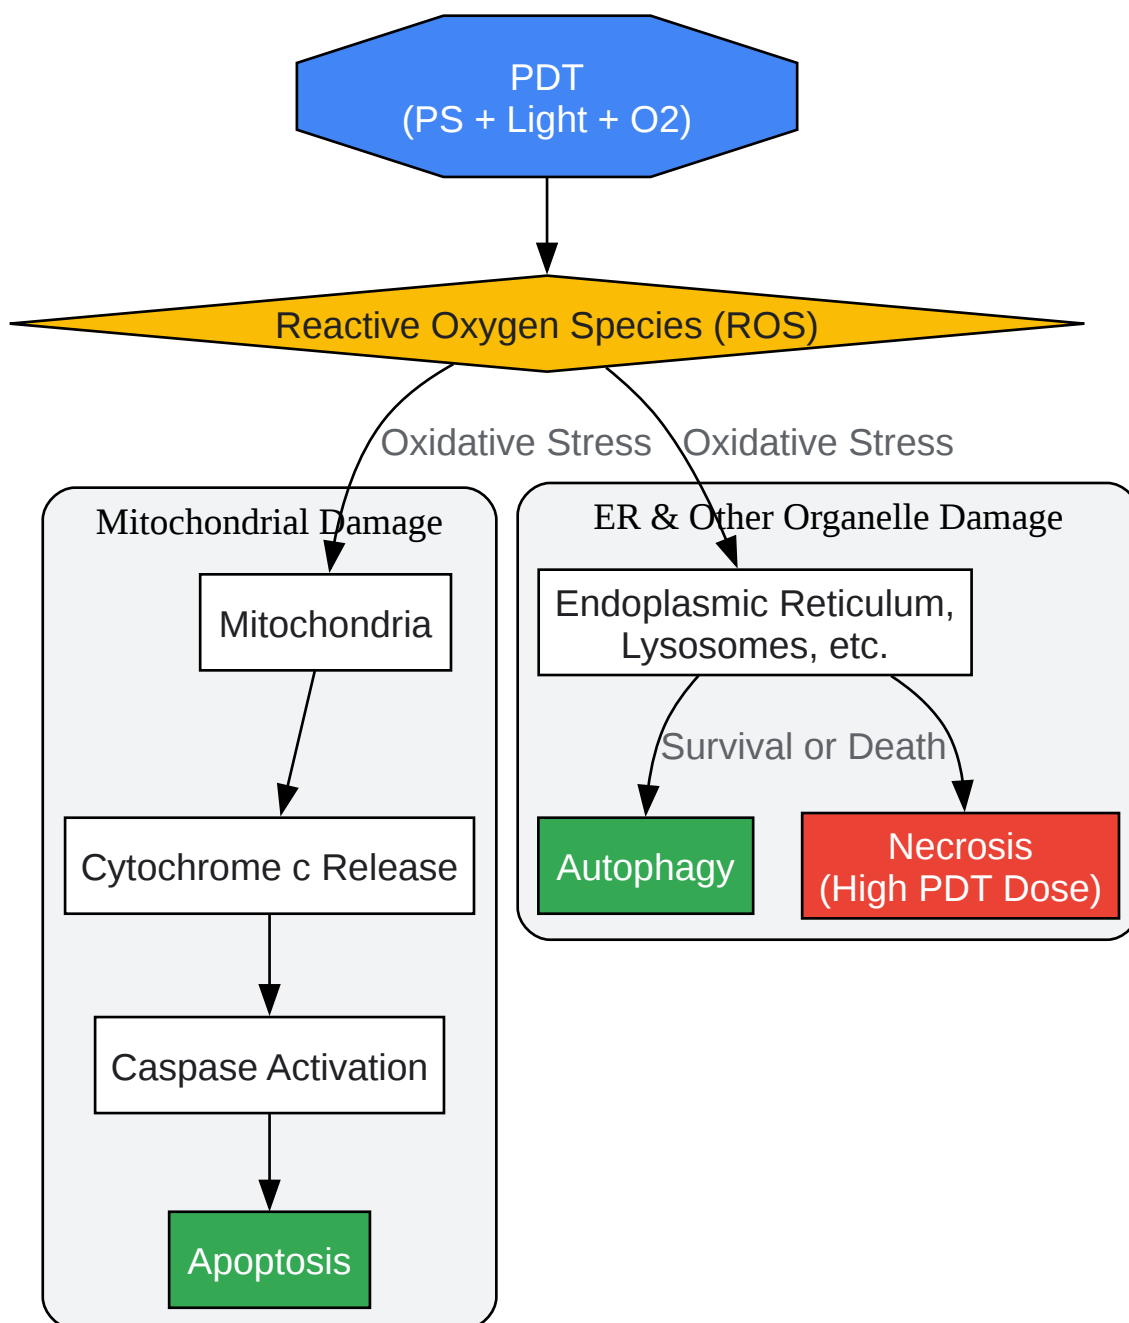 PDT
(PS + Light + O2)
Reactive Oxygen Species (ROS)
Oxidative Stress
Oxidative Stress
Mitochondrial Damage
Mitochondria
Cytochrome c Release
Caspase Activation
Apoptosis
ER & Other Organelle Damage
Endoplasmic Reticulum,
Lysosomes, etc.
Survival or Death
Autophagy
Necrosis
(High PDT Dose)